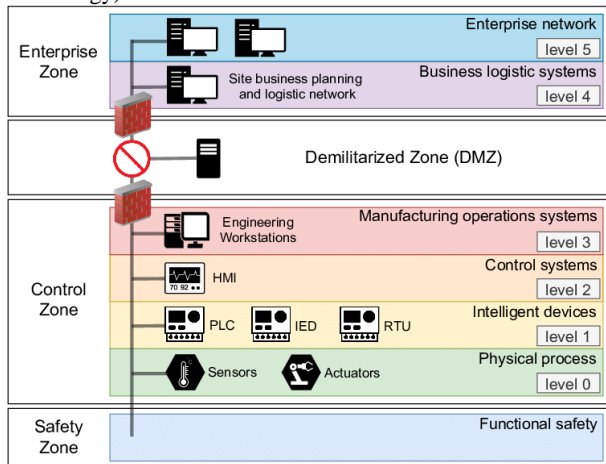 Enterprise
Zone
Enterprise network
level 5
Site business planning
and logistic network
Business logistic systems
level 4
Demilitarized Zone (DMZ)
Control
Zone
Engineering
Workstations
Manufacturing operations systems
level 3
HMI
70 92
Control systems
level 2
PLC
IED
RTU
Intelligent devices
level 1
°C
Sensors
Actuators
Physical process
level 0
Safety
Zone
Functional safety